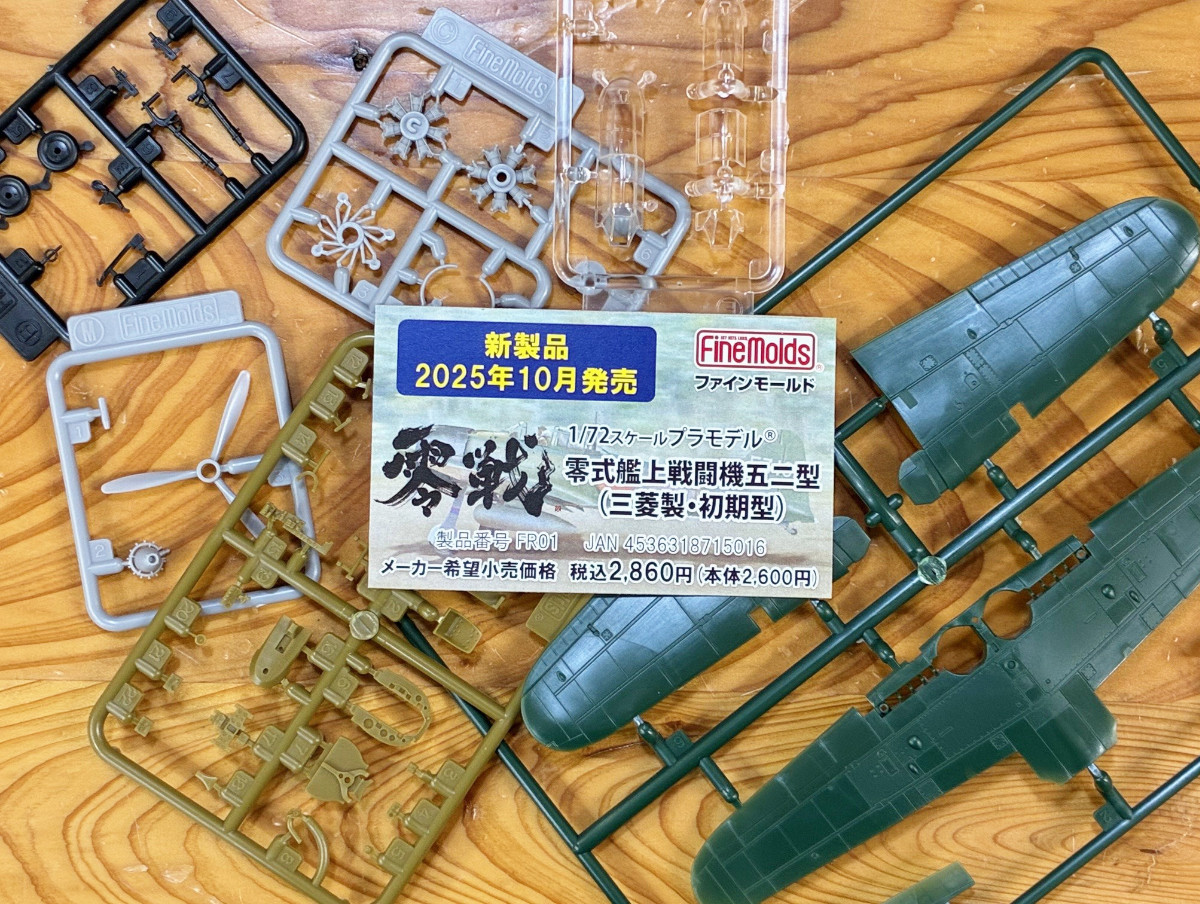 FineMolds
C
FineMolds
M
1
2
新製品
2025年10月発売
FineMolds
ファインモールド
零戦
1/72スケールプラモデル®
零式艦上戦闘機五二型
(三菱製・初期型)
製品番号 FR01 JAN 4536318715016
メーカー希望小売価格 税込2,860円(本体2,600円)